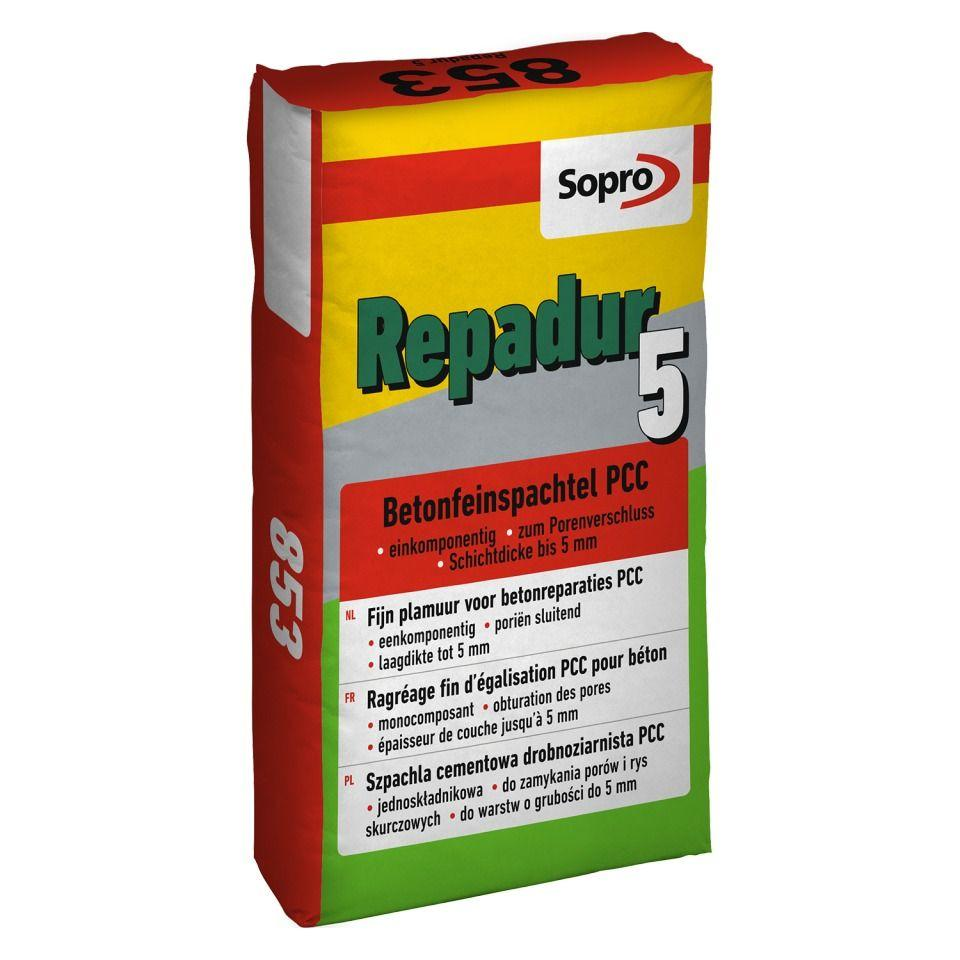 853
Repadur 5
Sopro
Repadur
5
Betonfeinspachtel PCC
• einkomponentig • zum Porenverschluss
• Schichtdicke bis 5 mm
NL Fijn plamuur voor betonreparaties PCC
• eenkomponentig • poriën sluitend
• laagdikte tot 5 mm
FR Ragréage fin d'égalisation PCC pour béton
• monocomposant • obturation des pores
• épaisseur de couche jusqu'à 5 mm
PL Szpachla cementowa drobnoziarnista PCC
• jednoskładnikowa • do zamykania porów i rys
skurczowych • do warstw o grubości do 5 mm
853